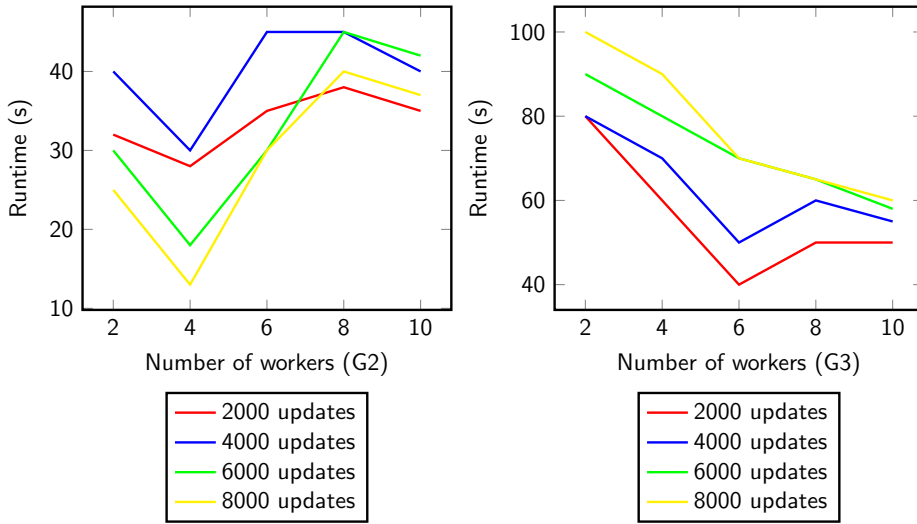 40
30
20
10
Runtime (s)
2 4 6 8 10
Number of workers (G2)
2000 updates
4000 updates
6000 updates
8000 updates
100
80
60
40
Runtime (s)
2 4 6 8 10
Number of workers (G3)
2000 updates
4000 updates
6000 updates
8000 updates